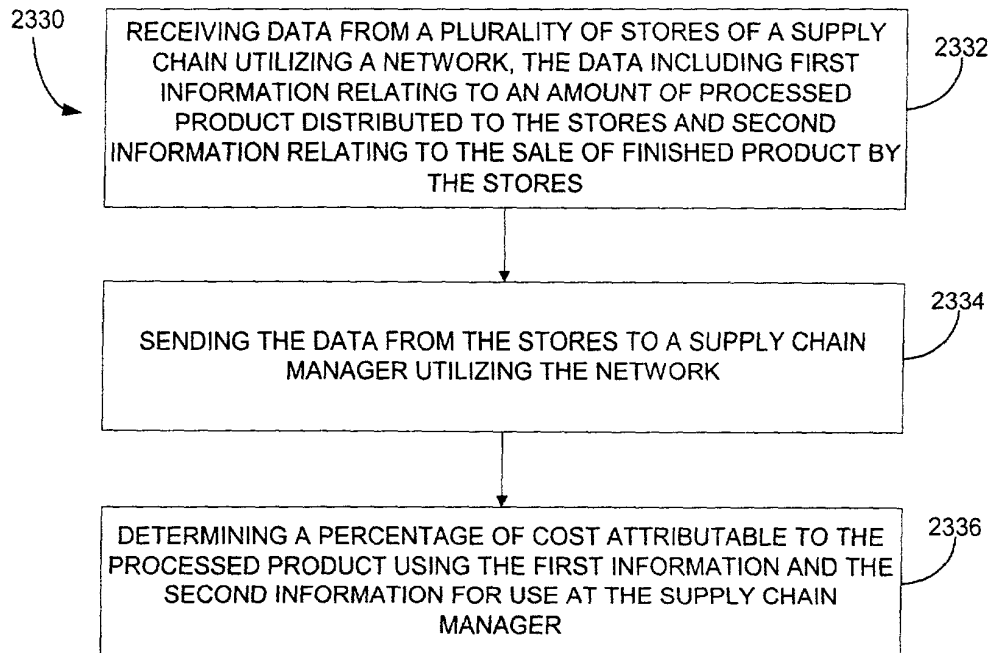 2330
RECEIVING DATA FROM A PLURALITY OF STORES OF A SUPPLY
CHAIN UTILIZING A NETWORK, THE DATA INCLUDING FIRST
INFORMATION RELATING TO AN AMOUNT OF PROCESSED
PRODUCT DISTRIBUTED TO THE STORES AND SECOND
INFORMATION RELATING TO THE SALE OF FINISHED PRODUCT BY
THE STORES
2332
SENDING THE DATA FROM THE STORES TO A SUPPLY CHAIN
MANAGER UTILIZING THE NETWORK
2334
DETERMINING A PERCENTAGE OF COST ATTRIBUTABLE TO THE
PROCESSED PRODUCT USING THE FIRST INFORMATION AND THE
SECOND INFORMATION FOR USE AT THE SUPPLY CHAIN
MANAGER
2336